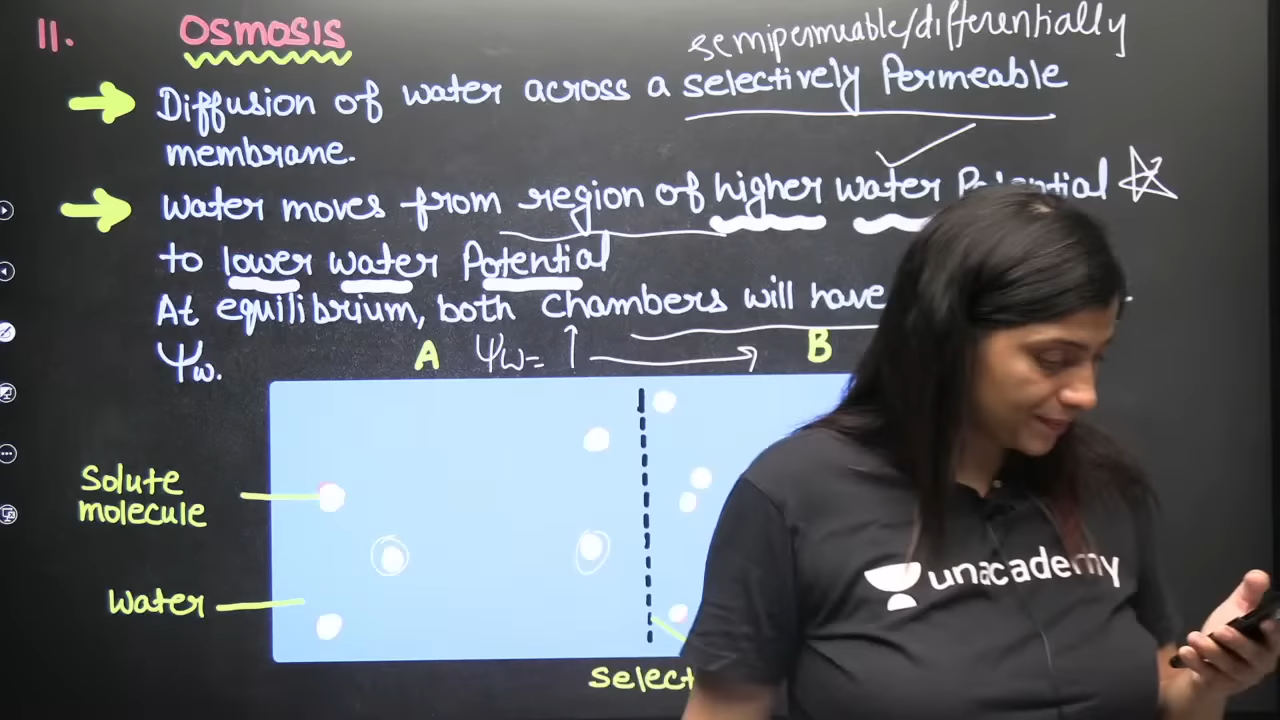 11. OSMOSIS
semipermeable/differentially
Diffusion of water across a selectively Permeable
membrane.
Water moves from region of higher water Potential
to lower water Potential
At equilibrium, both chambers will have
Ψw.
A Ψw= ↑ → B
Solute
molecule
Water
unacademy